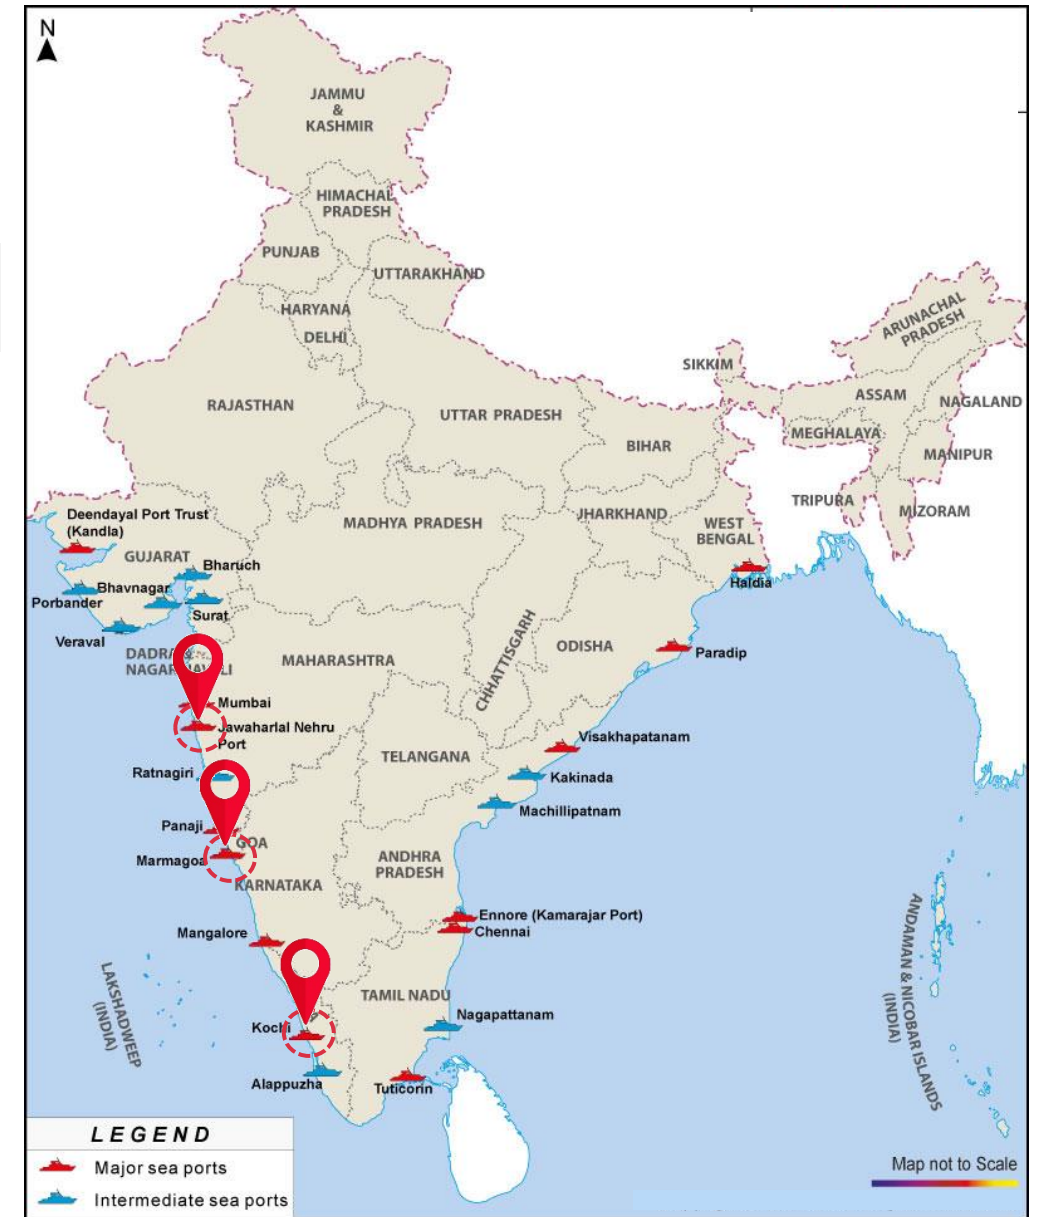 N
JAMMU
&
KASHMIR
HIMACHAL
PRADESH
PUNJAB
UTTARAKHAND
HARYANA
DELHI
ARUNACHAL
PRADESH
SIKKIM
ASSAM
NAGALAND
RAJASTHAN
UTTAR PRADESH
MEGHALAYA
BIHAR
MANIPUR
TRIPURA
MIZORAM
Deendayal Port Trust
(Kandla)
MADHYA PRADESH
JHARKHAND
WEST
BENGAL
GUJARAT
Bharuch
Haldia
Bhavnagar
Porbander
Surat
Veraval
CHHATTISGARH
ODISHA
Paradip
DADRA &
NAGAR HAVELI
MAHARASHTRA
Mumbai
Jawaharlal Nehru
Port
Visakhapatanam
TELANGANA
Ratnagiri
Kakinada
Machillipatnam
Panaji
GOA
Marmagoa
ANDHRA
PRADESH
KARNATAKA
Ennore (Kamarajar Port)
Chennai
Mangalore
ANDAMAN & NICOBAR ISLANDS
(INDIA)
LAKSHADWEEP
(INDIA)
TAMIL NADU
Nagapattanam
Kochi
Alappuzha
Tuticorin
LEGEND
Major sea ports
Intermediate sea ports
Map not to Scale